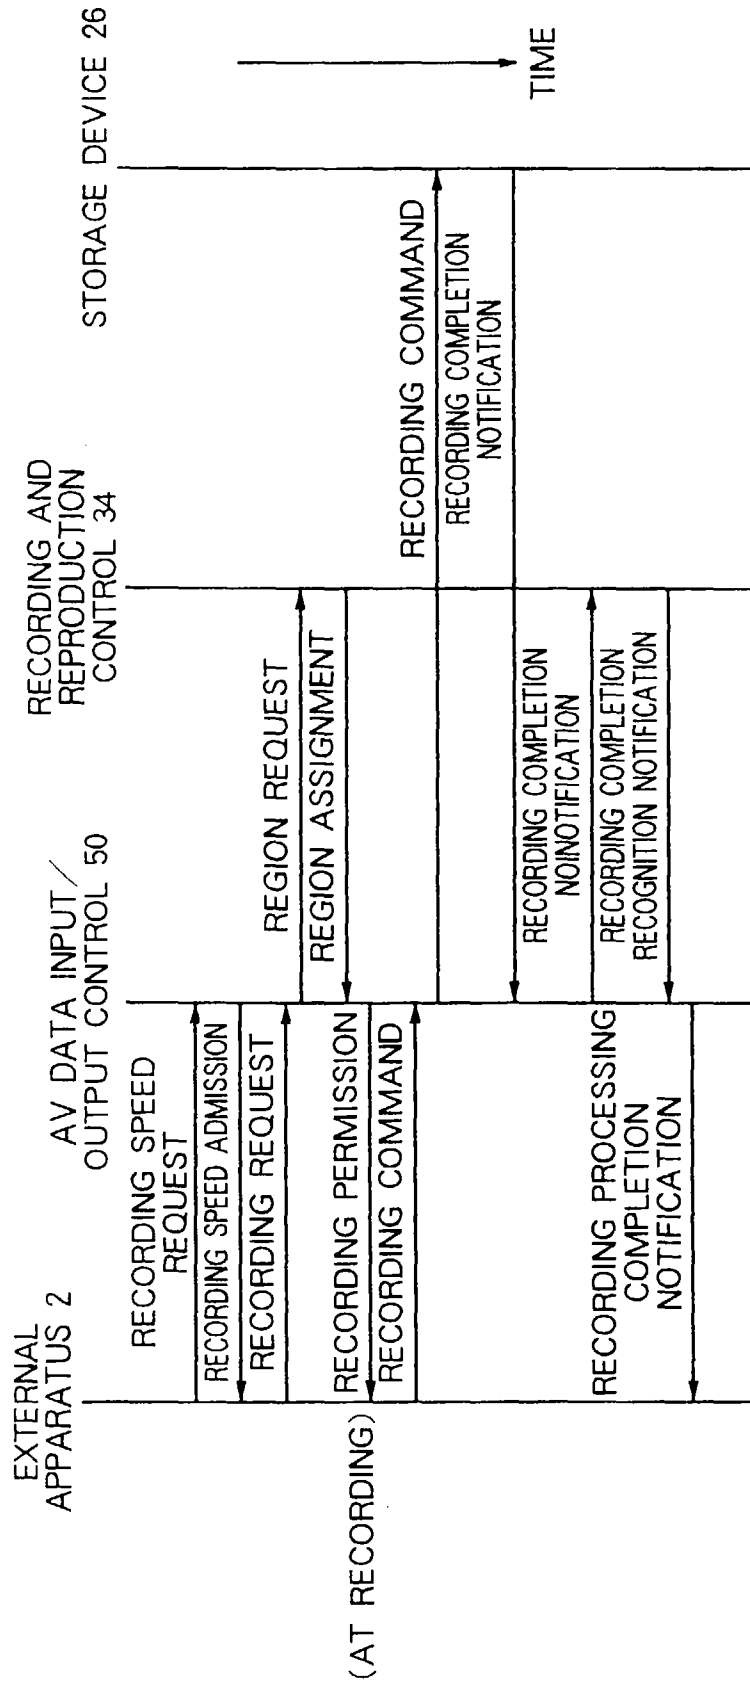 EXTERNAL
APPARATUS 2
AV DATA INPUT/
OUTPUT CONTROL 50
RECORDING AND
REPRODUCTION
CONTROL 34
STORAGE DEVICE 26
TIME
(AT RECORDING)
RECORDING SPEED
REQUEST
RECORDING SPEED ADMISSION
RECORDING REQUEST
REGION REQUEST
REGION ASSIGNMENT
RECORDING PERMISSION
RECORDING COMMAND
RECORDING COMMAND
RECORDING COMPLETION
NOTIFICATION
RECORDING COMPLETION
NOINOTIFICATION
RECORDING COMPLETION
RECOGNITION NOTIFICATION
RECORDING PROCESSING
COMPLETION
NOTIFICATION